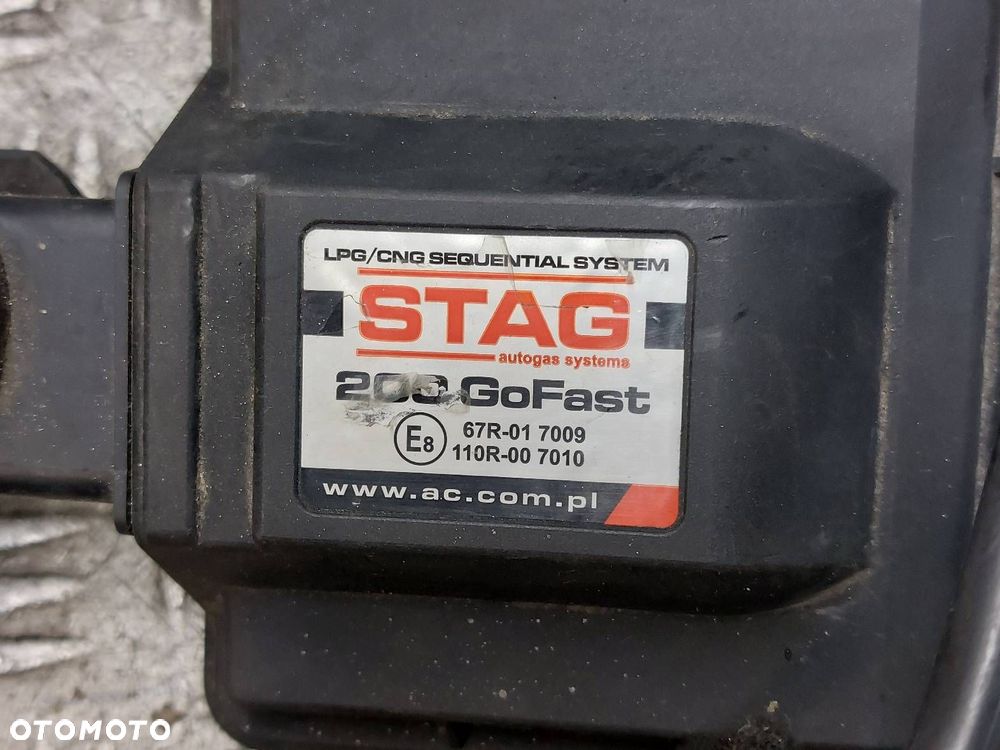 LPG/CNG SEQUENTIAL SYSTEM
STAG
autogas systems
GoFast
E8
67R-01 7009
110R-00 7010
www.ac.com.pl
OTOMOTO